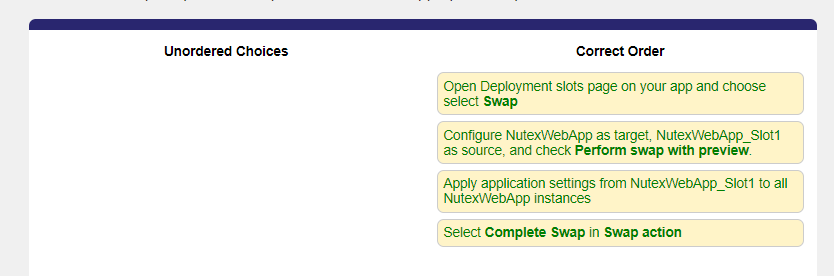 Unordered Choices
Correct Order
Open Deployment slots page on your app and choose
select Swap
Configure NutexWebApp as target, NutexWebApp_Slot1
as source, and check Perform swap with preview.
Apply application settings from NutexWebApp_Slot1 to all
NutexWebApp instances
Select Complete Swap in Swap action